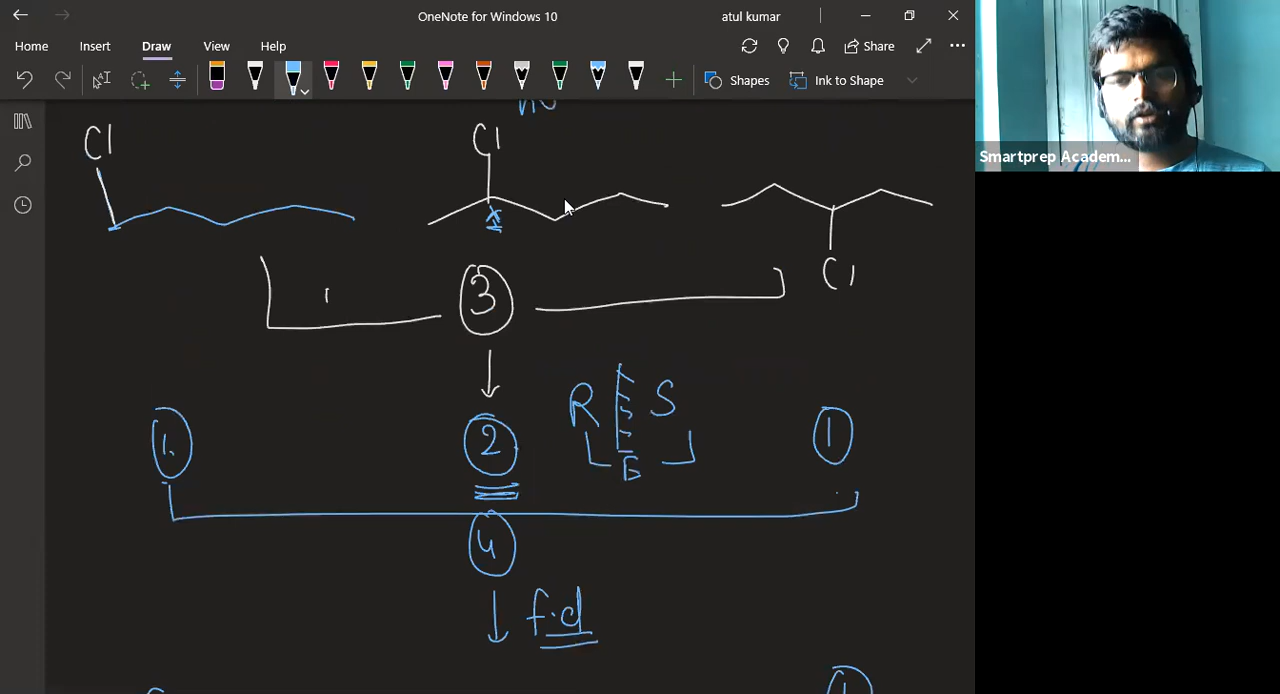 OneNote for Windows 10
atul kumar
Home Insert Draw View Help
Share
Shapes
Ink to Shape
Smartprep Academ...
Cl
Cl
x
Cl
3
R S
E
1. 2 1
4
f.d
1